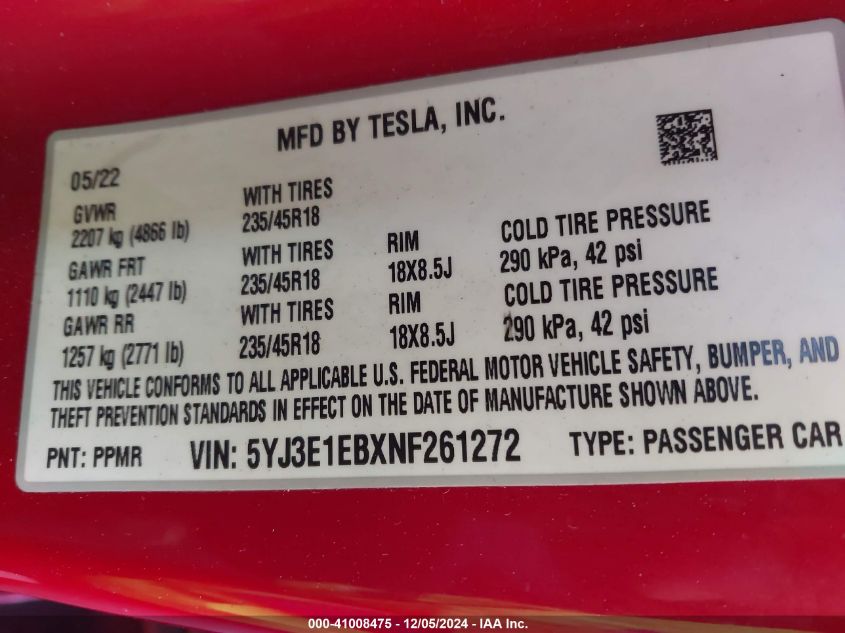 MFD BY TESLA, INC.
05/22
GVWR
2207 kg (4866 lb)
WITH TIRES
235/45R18
GAWR FRT
1110 kg (2447 lb)
WITH TIRES
235/45R18
RIM
18X8.5J
COLD TIRE PRESSURE
290 kPa, 42 psi
GAWR RR
1257 kg (2771 lb)
WITH TIRES
235/45R18
RIM
18X8.5J
COLD TIRE PRESSURE
290 kPa, 42 psi
THIS VEHICLE CONFORMS TO ALL APPLICABLE U.S. FEDERAL MOTOR VEHICLE SAFETY, BUMPER, AND
THEFT PREVENTION STANDARDS IN EFFECT ON THE DATE OF MANUFACTURE SHOWN ABOVE.
PNT: PPMR VIN: 5YJ3E1EBXNF261272 TYPE: PASSENGER CAR
000-41008475 - 12/05/2024 - IAA Inc.